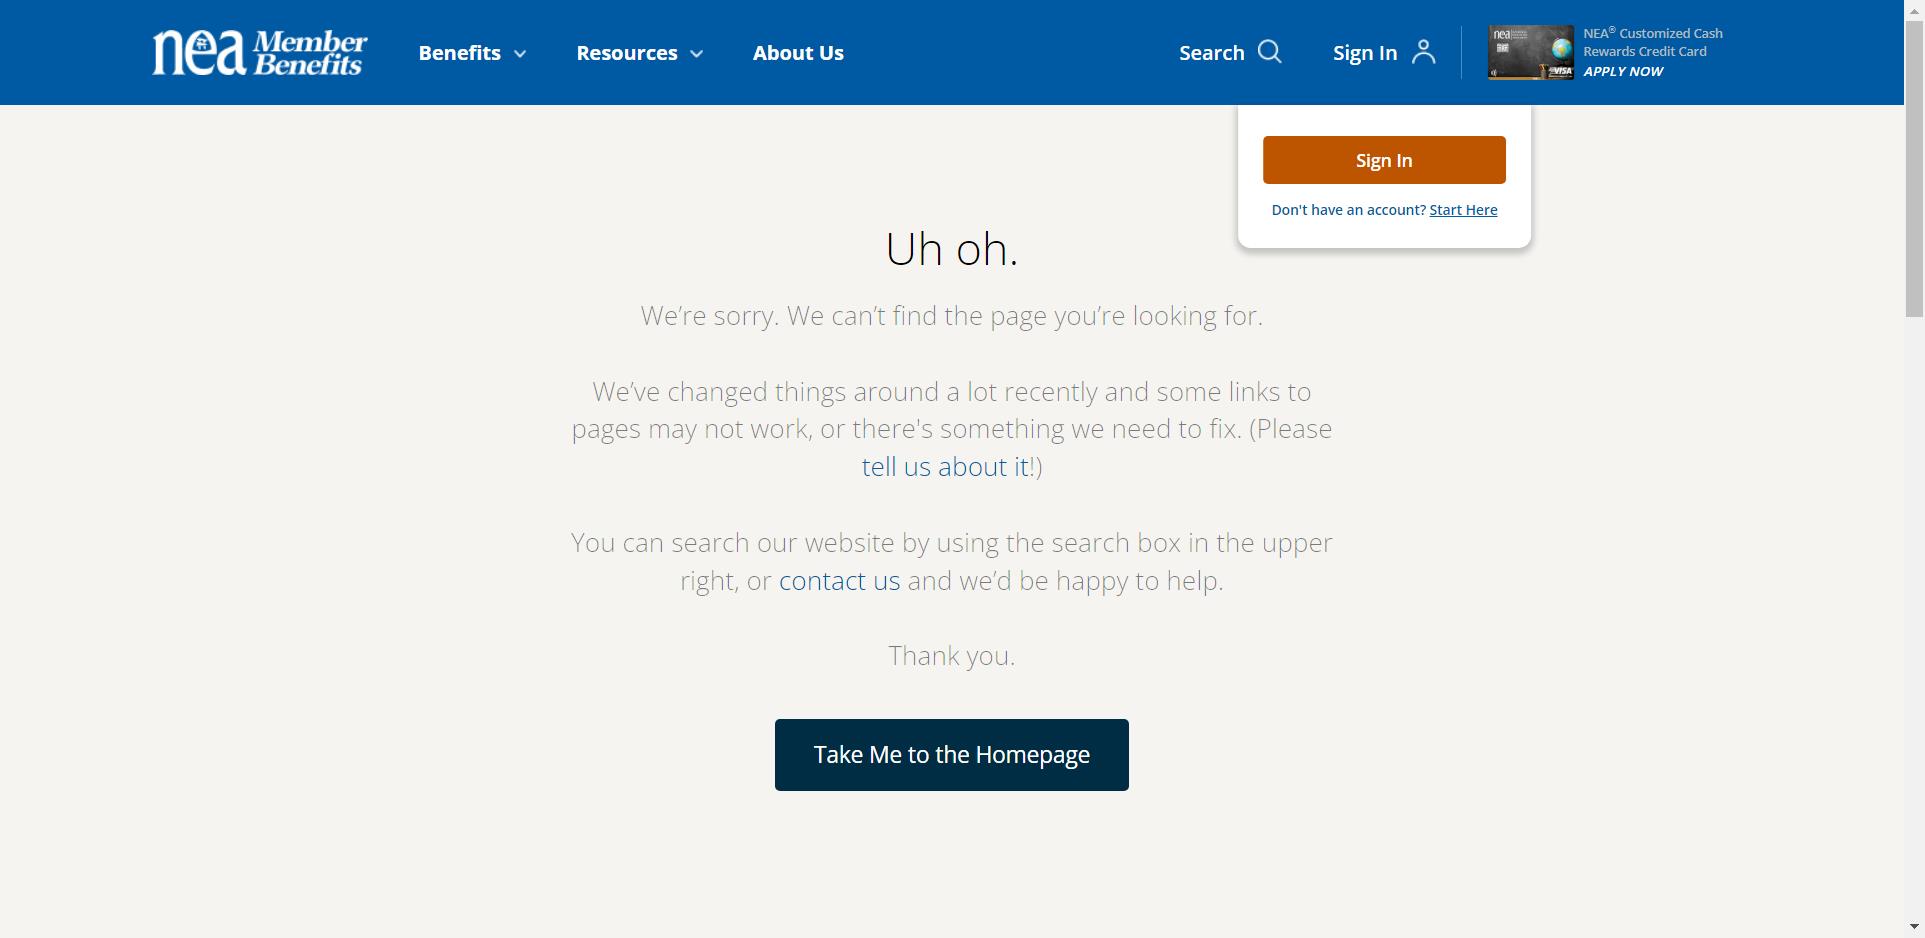 nea Member Benefits
Benefits
Resources
About Us
Search
Sign In
NEA® Customized Cash
Rewards Credit Card
APPLY NOW
nea
VISA
Sign In
Don't have an account? Start Here
Uh oh.
We’re sorry. We can’t find the page you’re looking for.
We’ve changed things around a lot recently and some links to
pages may not work, or there's something we need to fix. (Please
tell us about it!)
You can search our website by using the search box in the upper
right, or contact us and we’d be happy to help.
Thank you.
Take Me to the Homepage